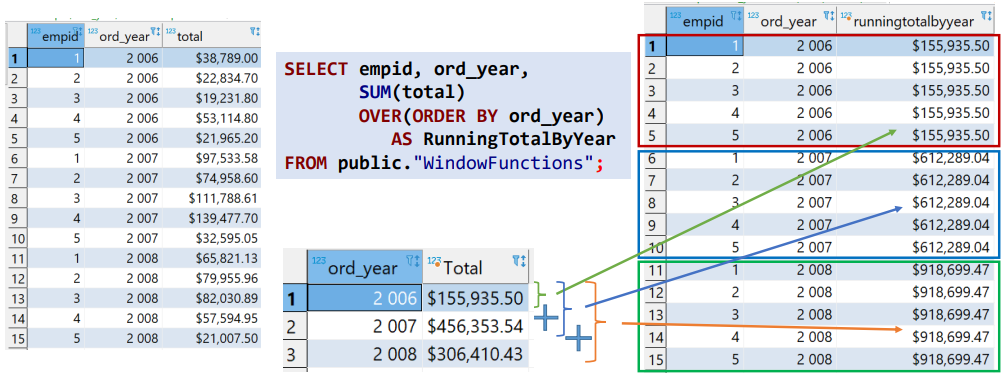 123 empid 123 ord_year 123 total
1 1 2 006 $38,789.00
2 2 2 006 $22,834.70
3 3 2 006 $19,231.80
4 4 2 006 $53,114.80
5 5 2 006 $21,965.20
6 1 2 007 $97,533.58
7 2 2 007 $74,958.60
8 3 2 007 $111,788.61
9 4 2 007 $139,477.70
10 5 2 007 $32,595.05
11 1 2 008 $65,821.13
12 2 2 008 $79,955.96
13 3 2 008 $82,030.89
14 4 2 008 $57,594.95
15 5 2 008 $21,007.50
SELECT empid, ord_year,
SUM(total)
OVER(ORDER BY ord_year)
AS RunningTotalByYear
FROM public."WindowFunctions";
123 ord_year 123 Total
1 2 006 $155,935.50
2 2 007 $456,353.54
3 2 008 $306,410.43
123 empid 123 ord_year 123 runningtotalbyyear
1 1 2 006 $155,935.50
2 2 2 006 $155,935.50
3 3 2 006 $155,935.50
4 4 2 006 $155,935.50
5 5 2 006 $155,935.50
6 1 2 007 $612,289.04
7 2 2 007 $612,289.04
8 3 2 007 $612,289.04
9 4 2 007 $612,289.04
10 5 2 007 $612,289.04
11 1 2 008 $918,699.47
12 2 2 008 $918,699.47
13 3 2 008 $918,699.47
14 4 2 008 $918,699.47
15 5 2 008 $918,699.47